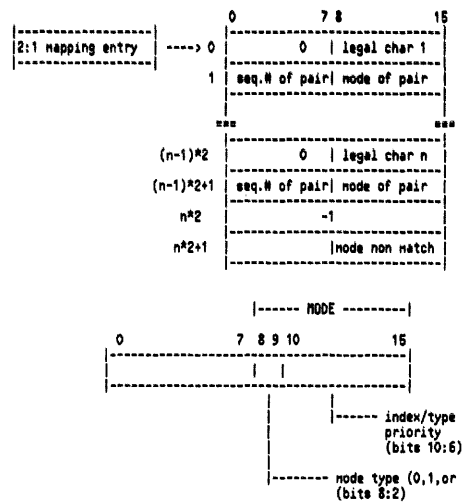 0 7 8 15
2:1 Mapping entry ----> 0 0 | legal char 1
1 seq.# of pair| mode of pair
=== ===
(n-1)*2 0 | legal char n
(n-1)*2+1 seq.# of pair| mode of pair
n*2 -1
n*2+1 |mode non match
|------ MODE --------|
0 7 8 9 10 15
|----- index/type
priority
(bits 10:6)
|----- mode type (0,1,or
(bits 8:2)